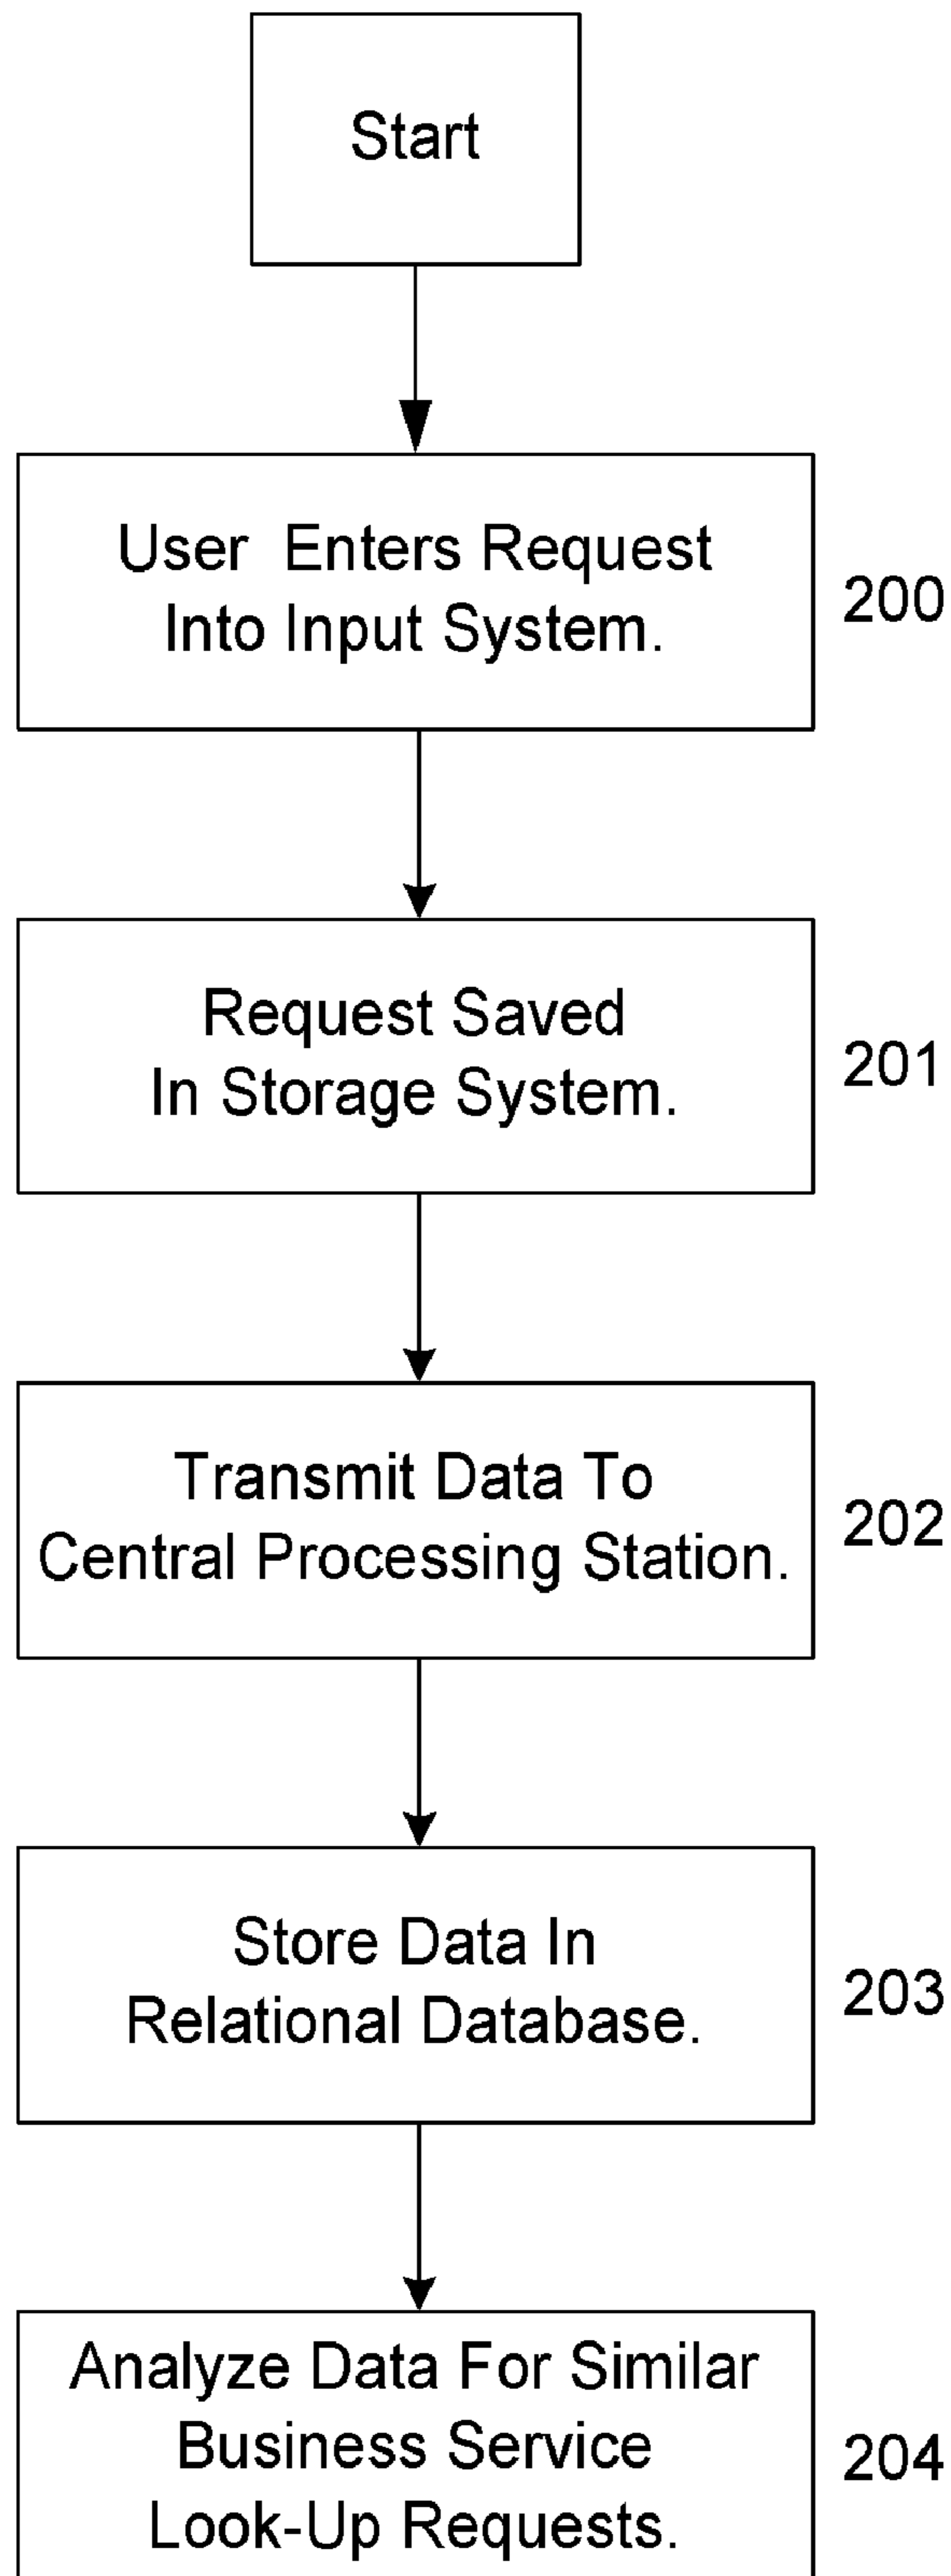 Start
User  Enters Request
Into Input System.
200
Request Saved
In Storage System.
201
Transmit Data To
Central Processing Station.
202
Store Data In
Relational Database.
203
Analyze Data For Similar
Business Service
Look-Up Requests.
204